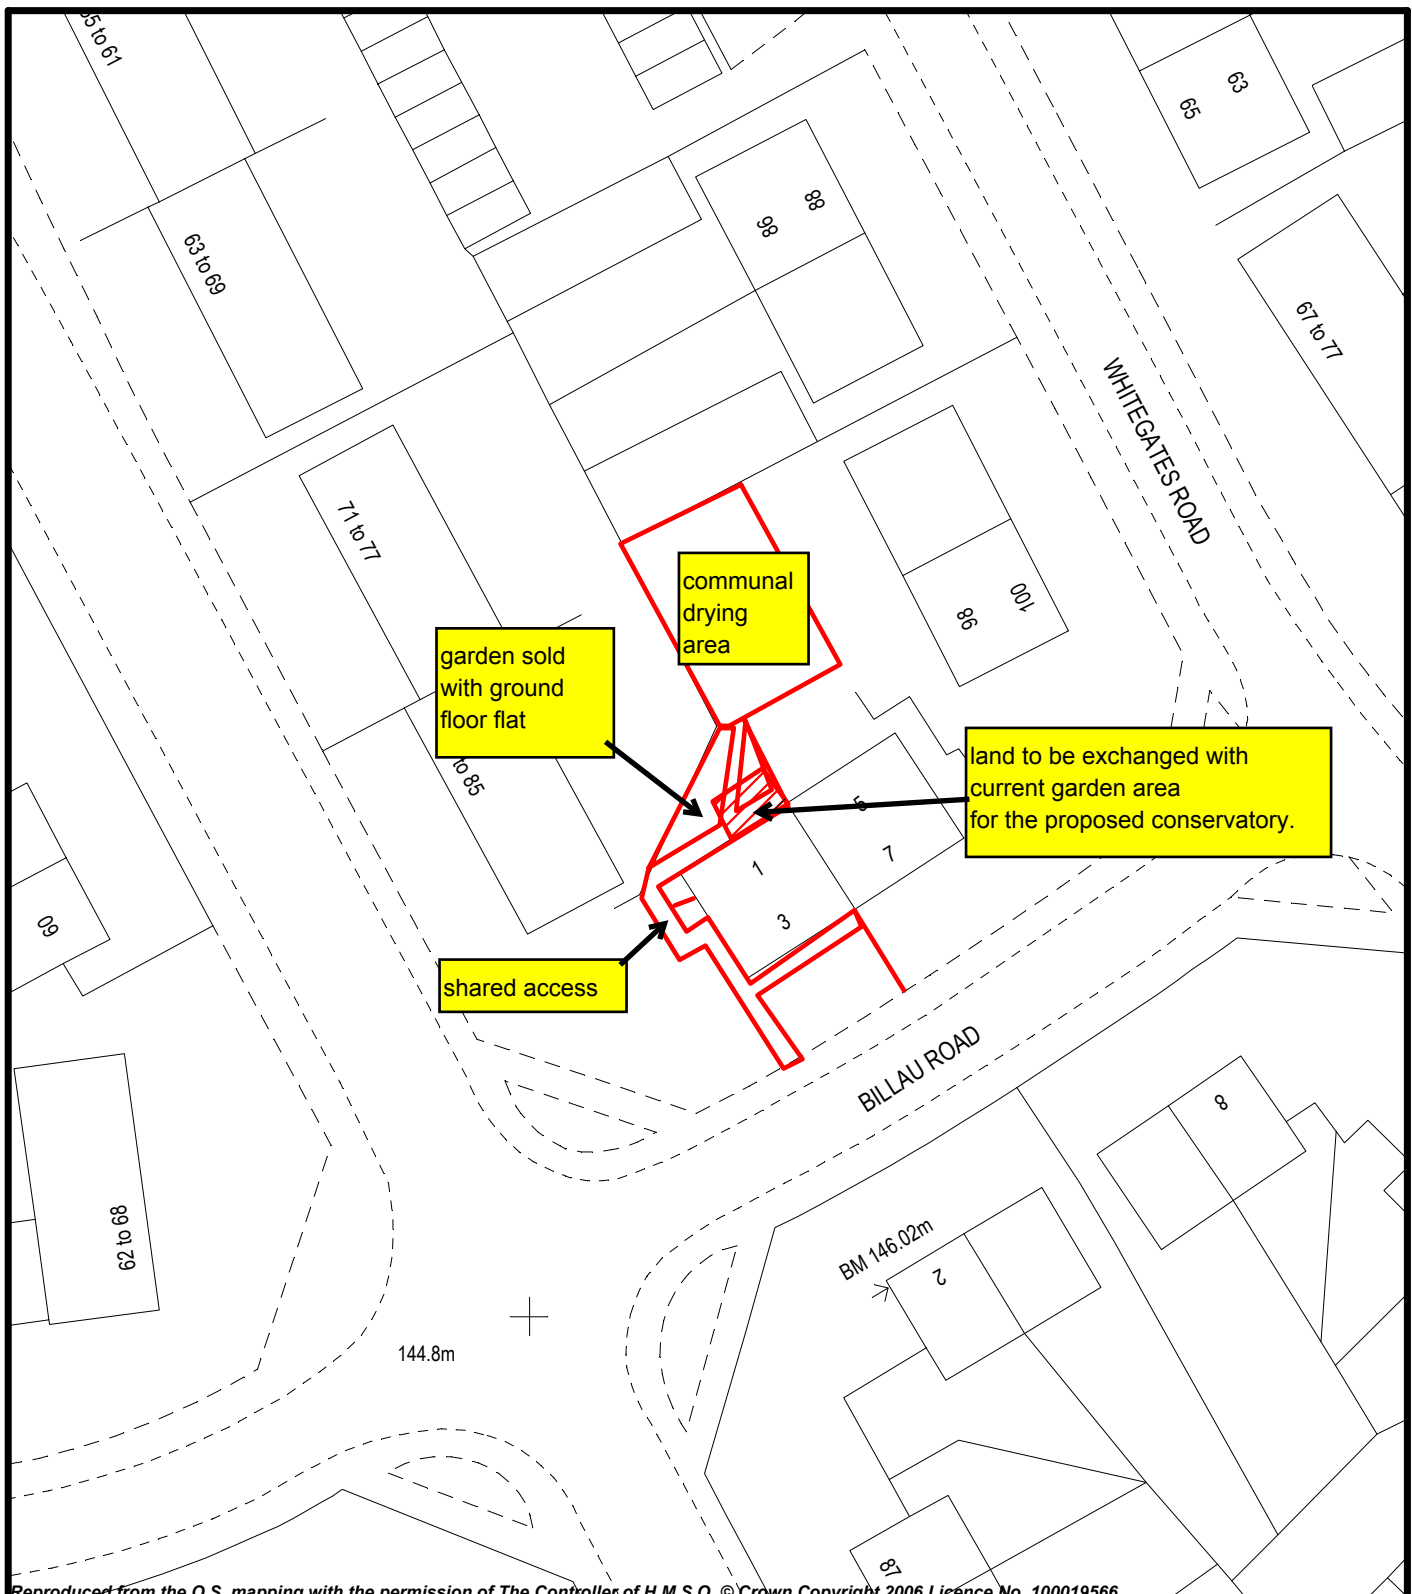 55 to 61
63
65
88
86
63 to 69
67 to 77
WHITEGATES ROAD
71 to 77
communal
drying
area
100
98
garden sold
with ground
floor flat
land to be exchanged with
current garden area
for the proposed conservatory.
to 85
5
7
1
3
60
shared access
BILLAU ROAD
8
62 to 68
BM 146.02m
2
144.8m
87
Reproduced from the O.S. mapping with the permission of The Controller of H.M.S.O. © Crown Copyright 2006 Licence No. 100019566